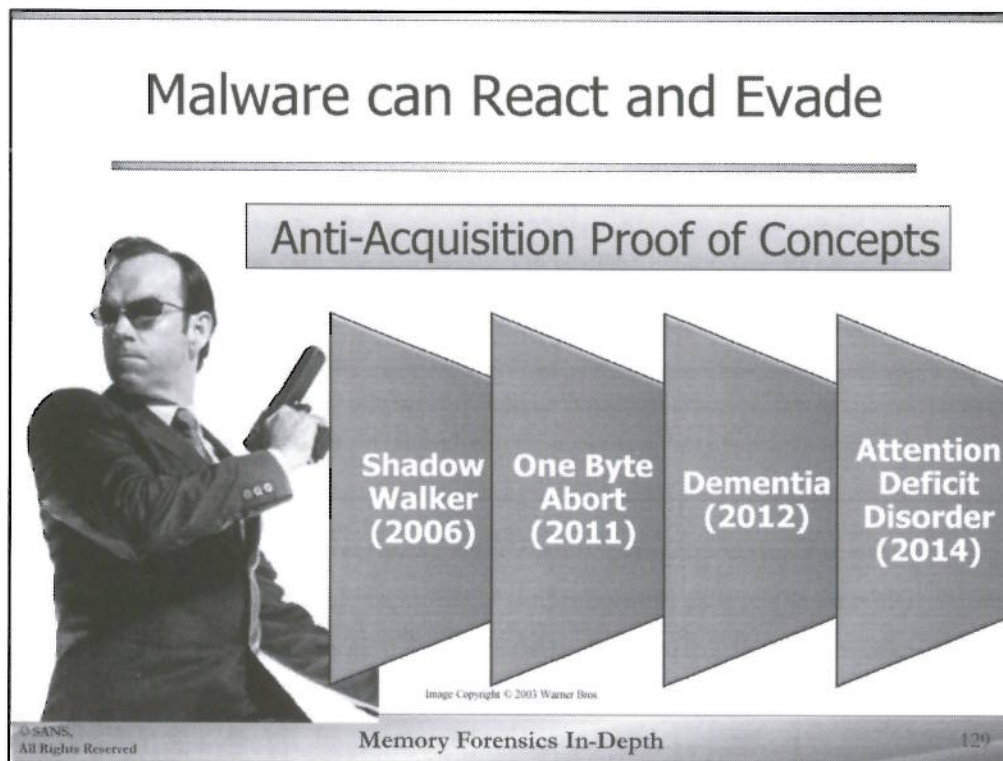 Malware can React and Evade
Anti-Acquisition Proof of Concepts
Shadow
Walker
(2006)
One Byte
Abort
(2011)
Dementia
(2012)
Attention
Deficit
Disorder
(2014)
Image Copyright © 2003 Warner Bros.
© SANS,
All Rights Reserved
Memory Forensics In-Depth
129